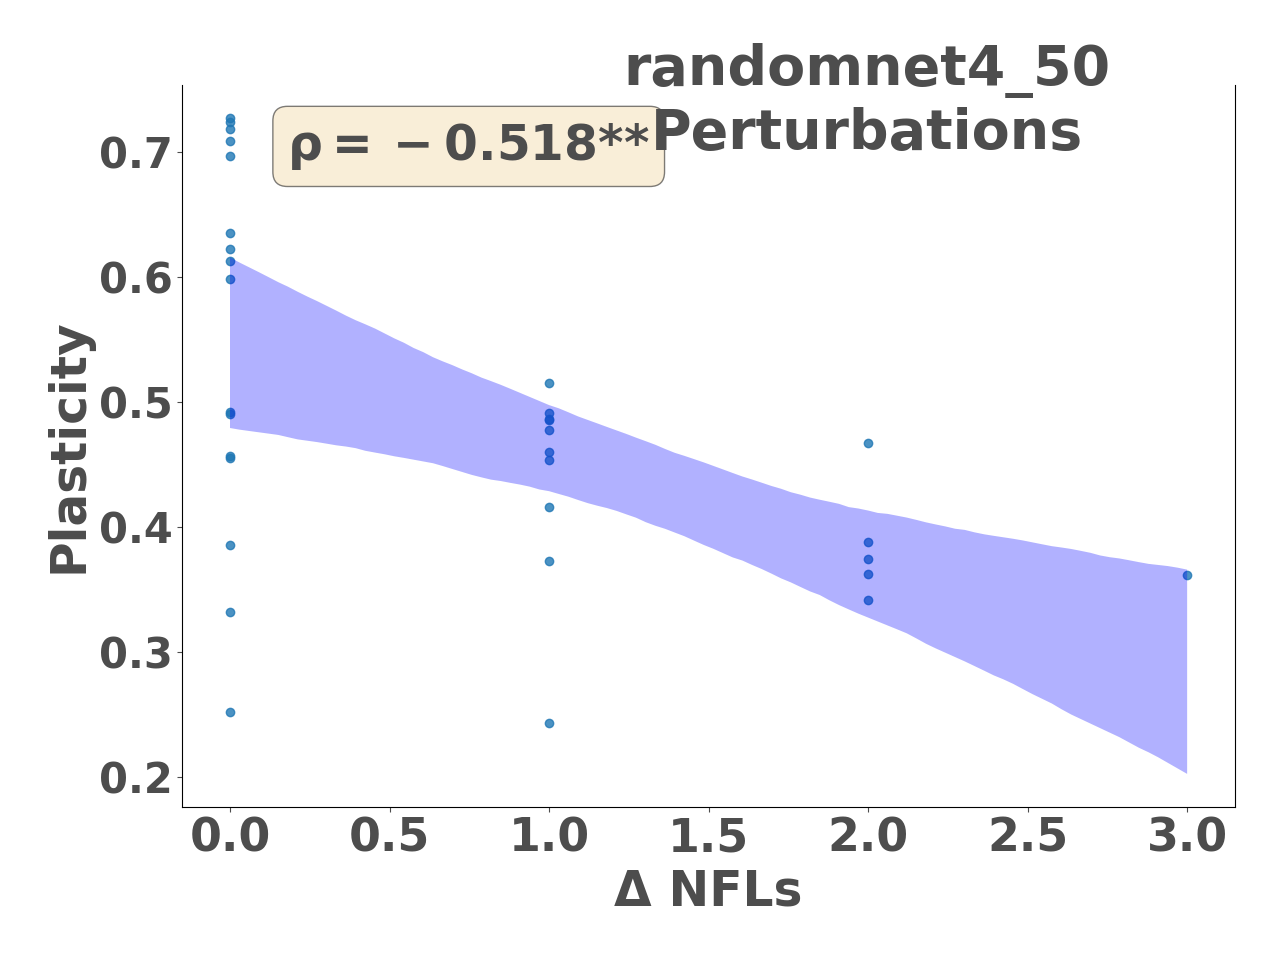 randomnet4_50
Perturbations
ρ = − 0.518**
Plasticity
0.7
0.6
0.5
0.4
0.3
0.2
0.0 0.5 1.0 1.5 2.0 2.5 3.0
Δ NFLs